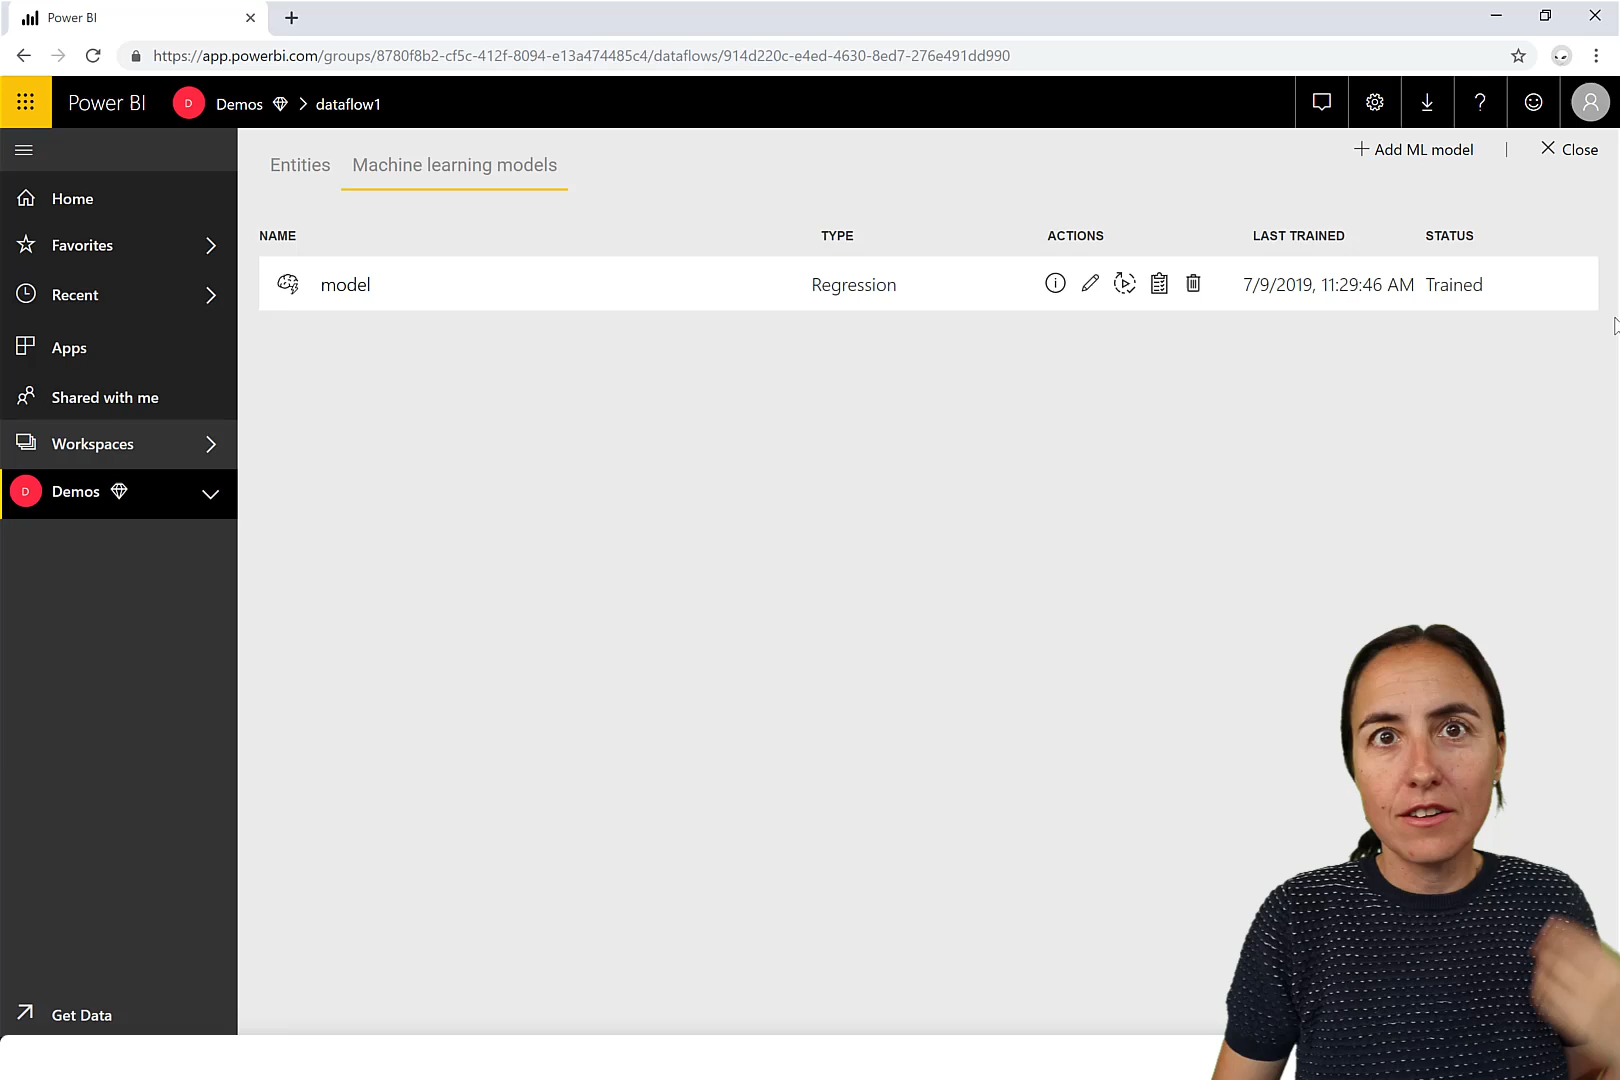 Power BI
https://app.powerbi.com/groups/8780f8b2-cf5c-412f-8094-e13a474485c4/dataflows/914d220c-e4ed-4630-8ed7-276e491dd990
Power BI D Demos dataflow1
Add ML model | Close
Entities Machine learning models
Home
Favorites
Recent
Apps
Shared with me
Workspaces
D Demos
Get Data
NAME TYPE ACTIONS LAST TRAINED STATUS
model Regression 7/9/2019, 11:29:46 AM Trained